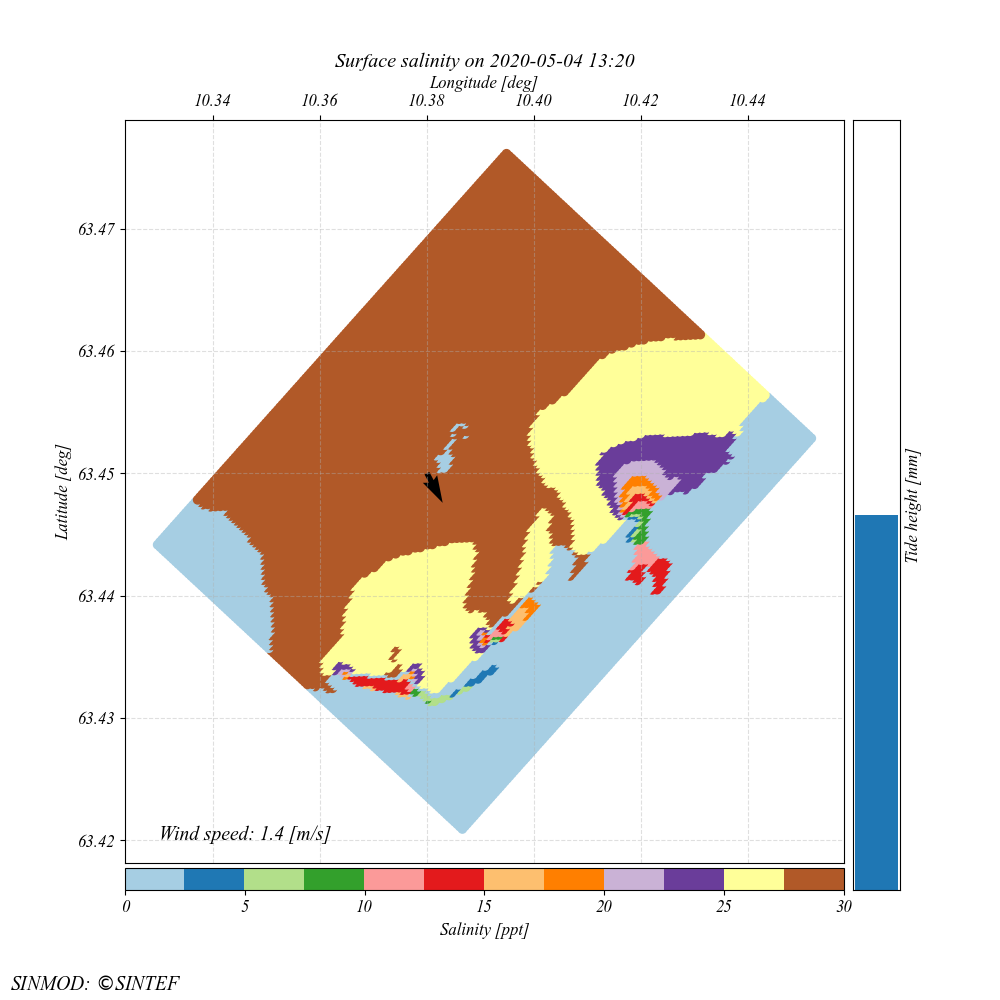 Surface salinity on 2020-05-04 13:20
Longitude [deg]
10.34 10.36 10.38 10.40 10.42 10.44
63.47
63.46
63.45
63.44
63.43
63.42
Latitude [deg]
Tide height [mm]
Wind speed: 1.4 [m/s]
0 5 10 15 20 25 30
Salinity [ppt]
SINMOD: ©SINTEF